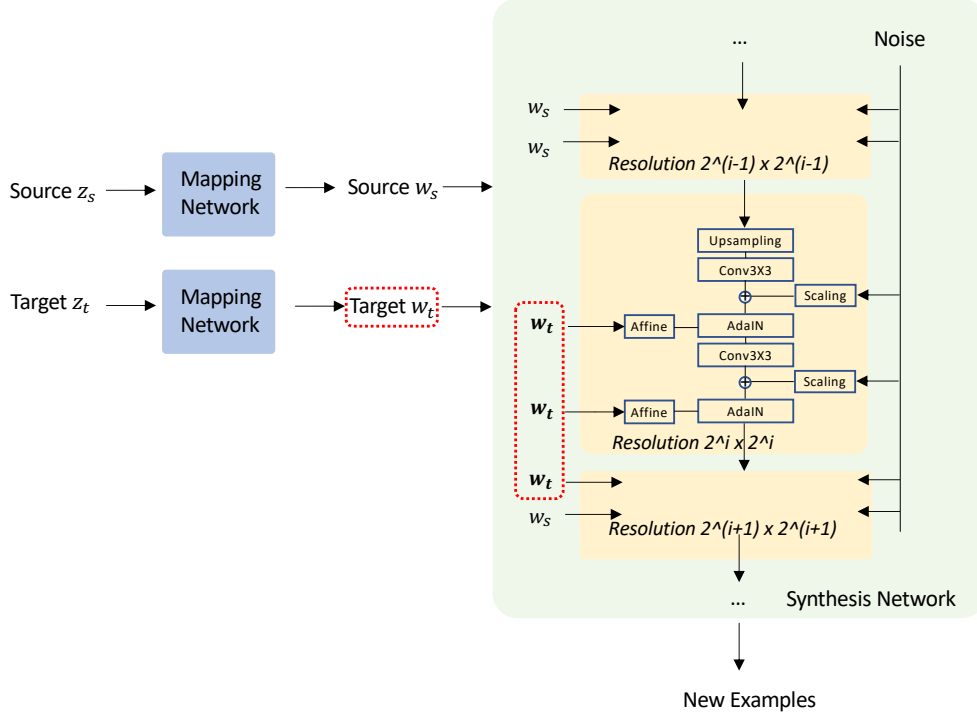 ...
Noise
w_s
w_s
Resolution 2^(i-1) x 2^(i-1)
Source z_s
Mapping
Network
Source w_s
Upsampling
Conv3X3
Scaling
Target z_t
Mapping
Network
Target w_t
w_t
Affine
AdaIN
Conv3X3
Scaling
w_t
Affine
AdaIN
Resolution 2^i x 2^i
w_t
w_s
Resolution 2^(i+1) x 2^(i+1)
...
Synthesis Network
New Examples